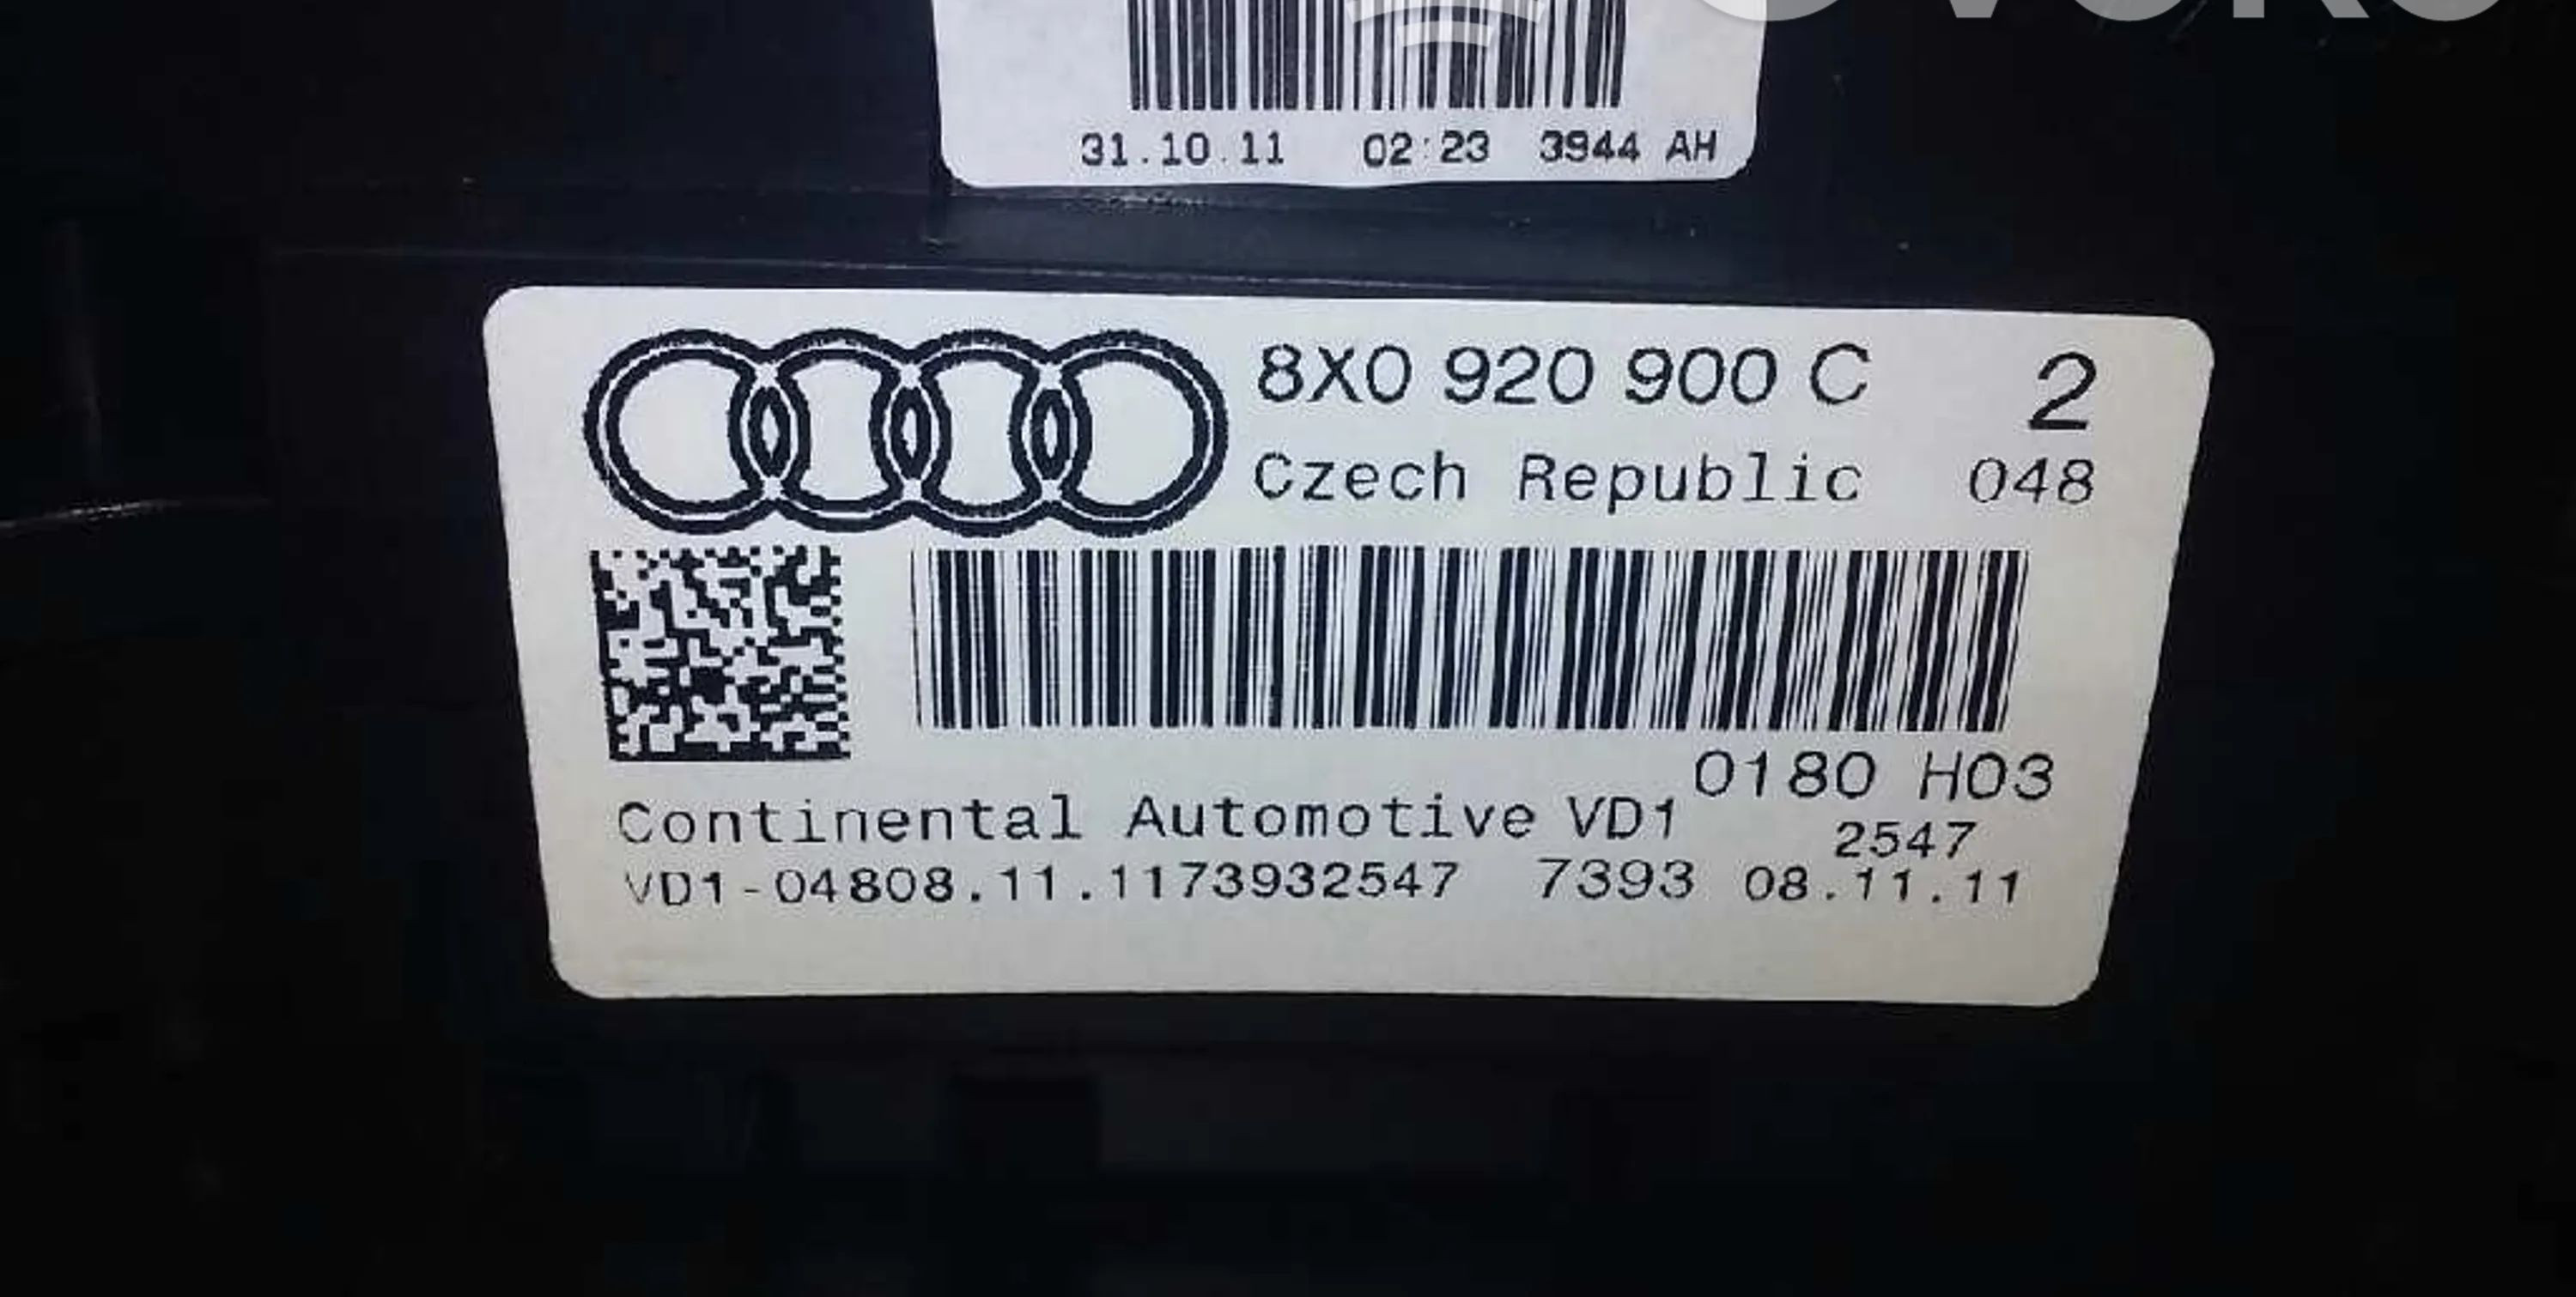 31.10.11 02:23 3944 AH
8X0 920 900 C 2
Czech Republic 048
0180 H03
Continental Automotive VD1
2547
VD1-04808.11.1173932547 7393 08.11.11